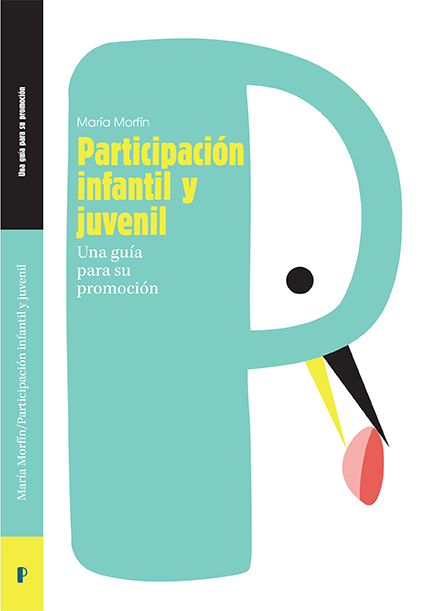 Una guía para su promoción
María Morfín/Participación infantil y juvenil
P
María Morfín
Participación
infantil y
juvenil
Una guía
para su
promoción